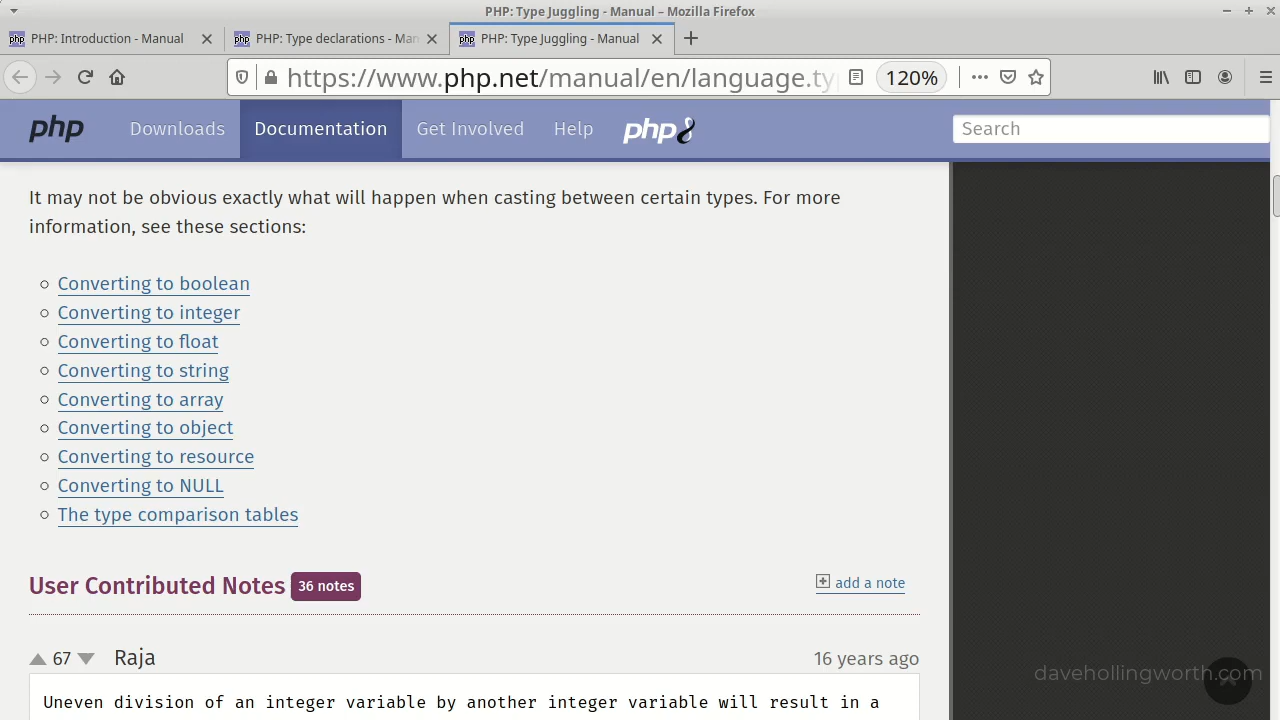 PHP: Type Juggling - Manual – Mozilla Firefox
php PHP: Introduction - Manual
php PHP: Type declarations - Man
php PHP: Type Juggling - Manual
https://www.php.net/manual/en/language.ty
120%
php Downloads Documentation Get Involved Help php8 Search
It may not be obvious exactly what will happen when casting between certain types. For more
information, see these sections:
Converting to boolean
Converting to integer
Converting to float
Converting to string
Converting to array
Converting to object
Converting to resource
Converting to NULL
The type comparison tables
User Contributed Notes 36 notes
add a note
67 Raja 16 years ago
davehollingworth.com
Uneven division of an integer variable by another integer variable will result in a